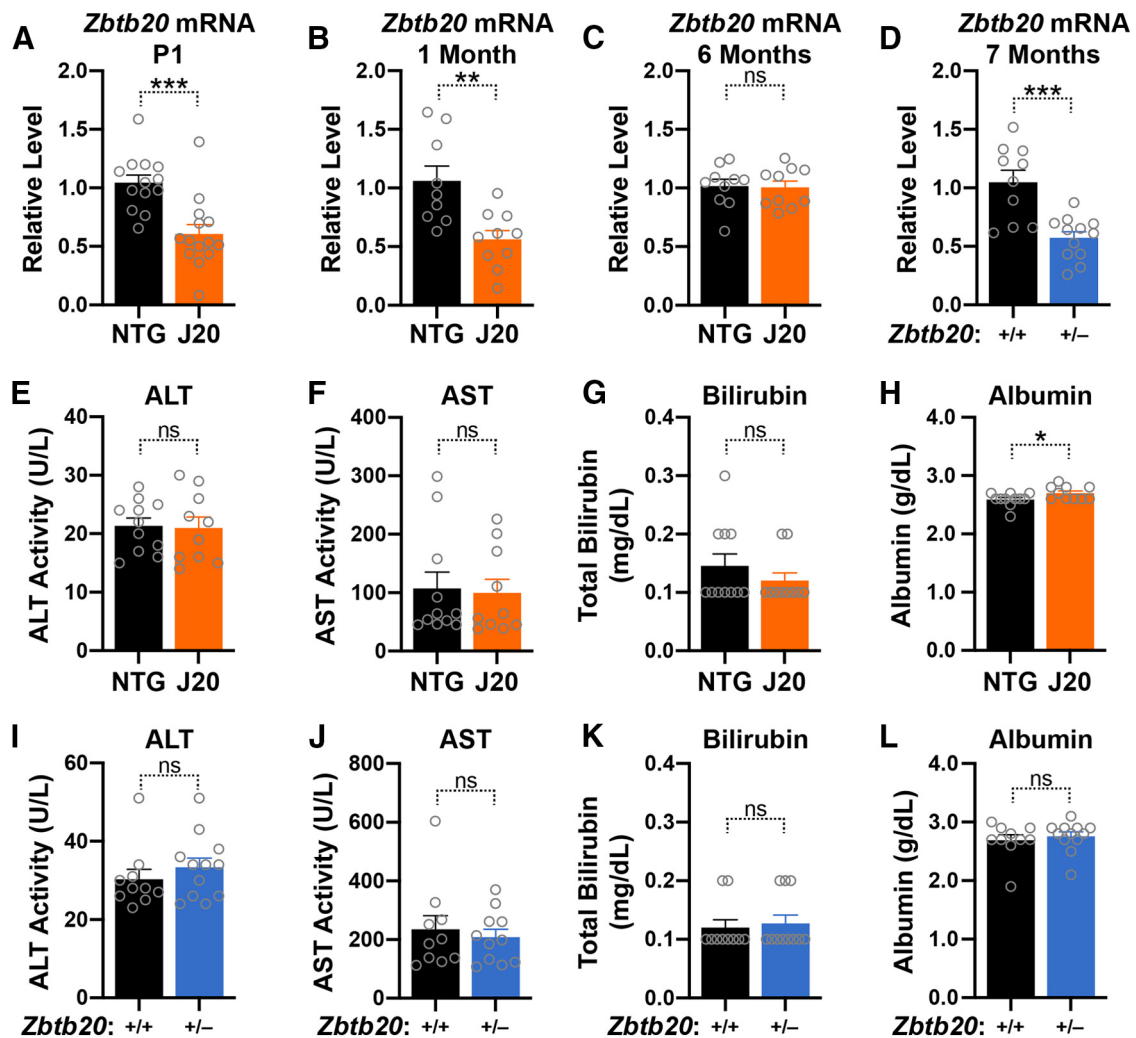 A
Zbtb20 mRNA
P1
Relative Level
2.0
1.5
1.0
0.5
0.0
***
NTG J20
B
Zbtb20 mRNA
1 Month
Relative Level
2.0
1.5
1.0
0.5
0.0
**
NTG J20
C
Zbtb20 mRNA
6 Months
Relative Level
2.0
1.5
1.0
0.5
0.0
ns
NTG J20
D
Zbtb20 mRNA
7 Months
Relative Level
2.0
1.5
1.0
0.5
0.0
***
Zbtb20: +/+ +/–
E
ALT
ALT Activity (U/L)
40
30
20
10
0
ns
NTG J20
F
AST
AST Activity (U/L)
400
300
200
100
0
ns
NTG J20
G
Bilirubin
Total Bilirubin
(mg/dL)
0.4
0.3
0.2
0.1
0.0
ns
NTG J20
H
Albumin
Albumin (g/dL)
4.0
3.0
2.0
1.0
0.0
*
NTG J20
I
ALT
ALT Activity (U/L)
60
40
20
0
ns
Zbtb20: +/+ +/–
J
AST
AST Activity (U/L)
800
600
400
200
0
ns
Zbtb20: +/+ +/–
K
Bilirubin
Total Bilirubin
(mg/dL)
0.4
0.3
0.2
0.1
0.0
ns
Zbtb20: +/+ +/–
L
Albumin
Albumin (g/dL)
4.0
3.0
2.0
1.0
0.0
ns
Zbtb20: +/+ +/–